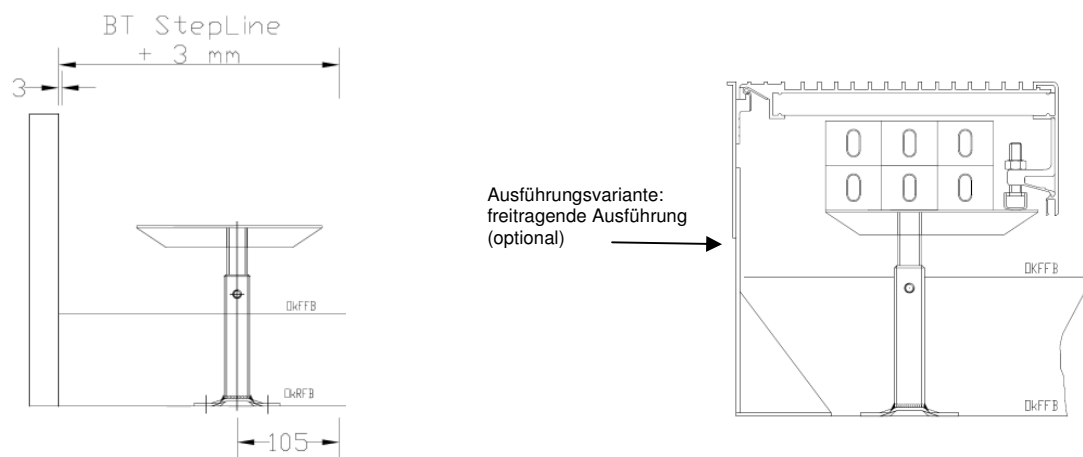 BT StepLine
+ 3 mm
3
OkFFB
OkRFB
105
Ausführungsvariante:
freitragende Ausführung
(optional)
OKFFB
OkFFB